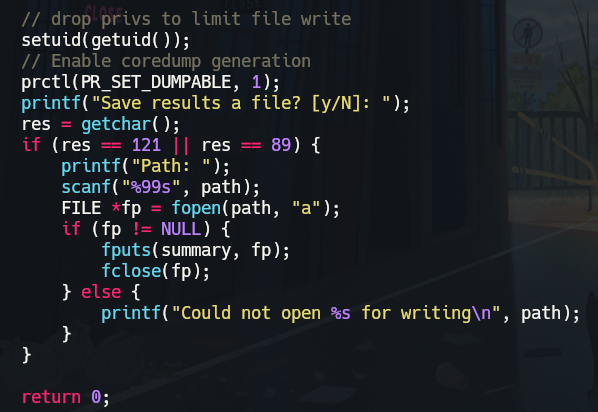 // drop privs to limit file write
setuid(getuid());
// Enable coredump generation
prctl(PR_SET_DUMPABLE, 1);
printf("Save results a file? [y/N]: ");
res = getchar();
if (res == 121 || res == 89) {
    printf("Path: ");
    scanf("%99s", path);
    FILE *fp = fopen(path, "a");
    if (fp != NULL) {
        fputs(summary, fp);
        fclose(fp);
    } else {
        printf("Could not open %s for writing\n", path);
    }
}
return 0;